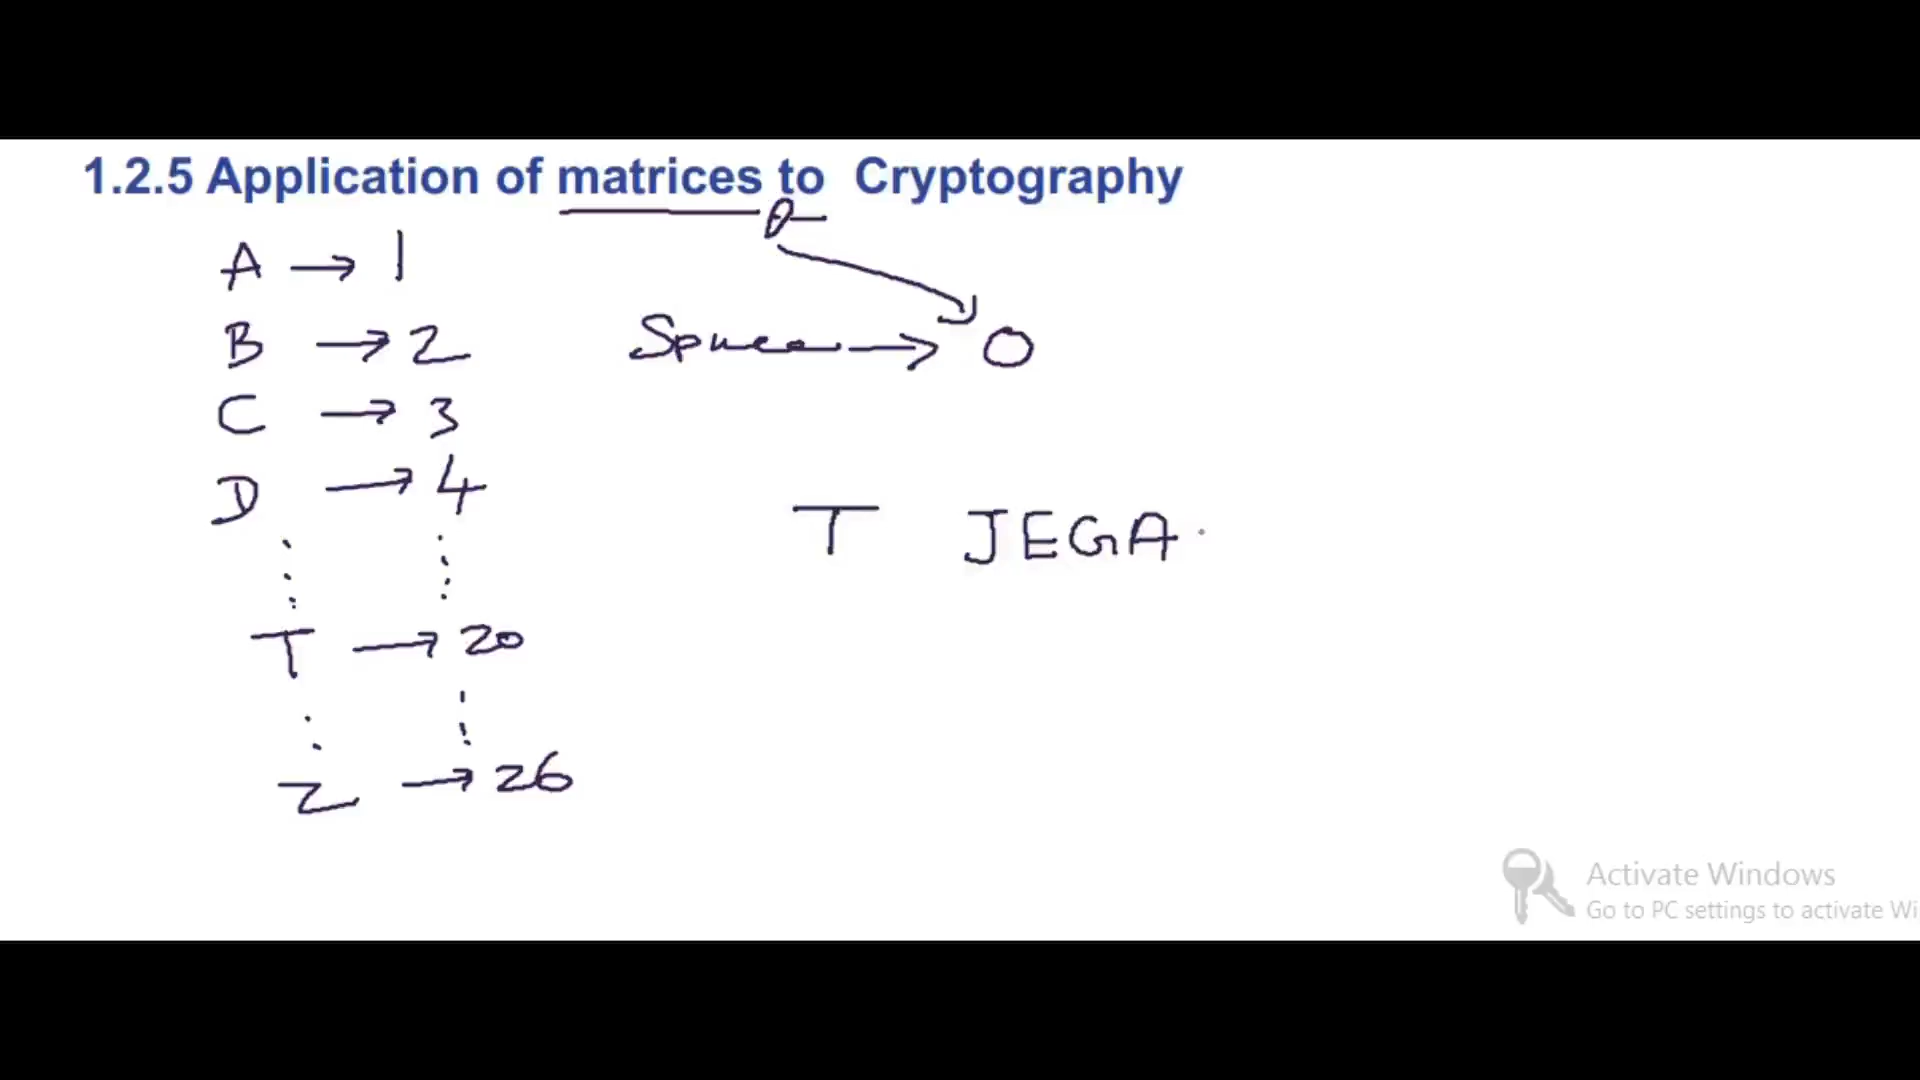 1.2.5 Application of matrices to Cryptography
A → 1
B → 2
Space → 0
C → 3
D → 4
T JEGA
T → 20
Z → 26
Activate Windows
Go to PC settings to activate Wi